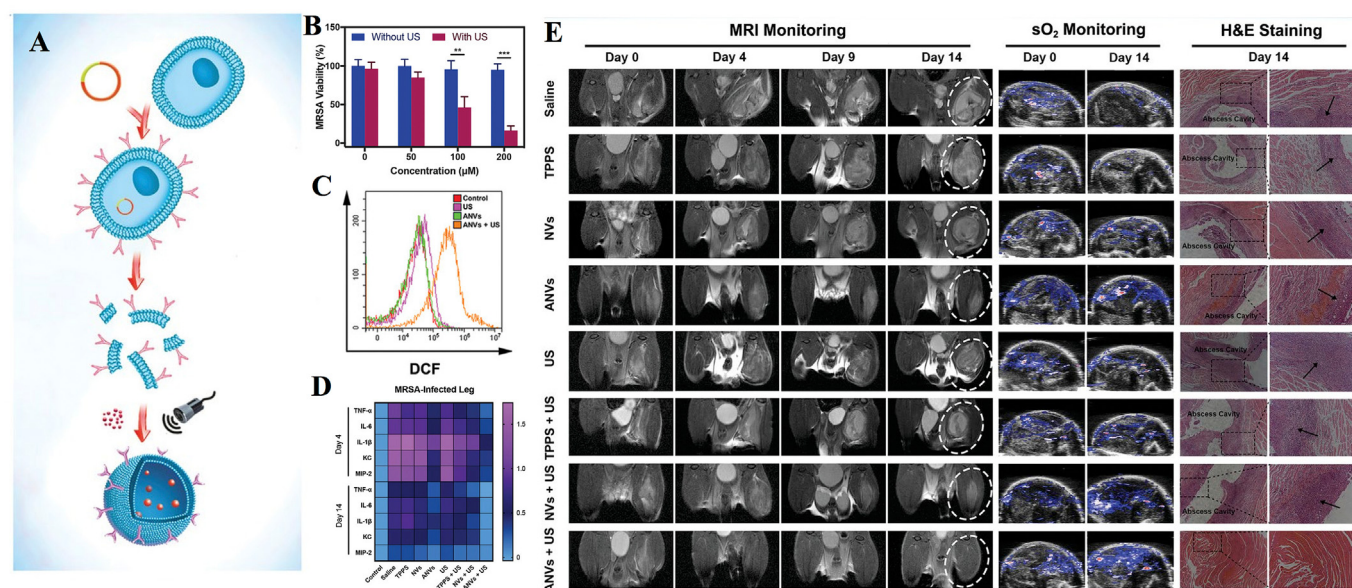 A
B
Without US
With US
MRSA Viability (%)
150
100
50
0
**
***
0
50
100
200
Concentration (μM)
C
Control
US
ANVs
ANVs + US
200
100
0
10⁴
10⁵
10⁶
10⁷
DCF
D
MRSA-Infected Leg
Day 4
TNF-α
IL-6
IL-1β
KC
MIP-2
Day 14
TNF-α
IL-6
IL-1β
KC
MIP-2
1.5
1.0
0.5
0
Control
Saline
TPPS
NVs
ANVs
US
TPPS + US
NVs + US
ANVs + US
E
MRI Monitoring
sO₂ Monitoring
H&E Staining
Day 0
Day 4
Day 9
Day 14
Day 0
Day 14
Day 14
Saline
Abscess Cavity
TPPS
Abscess Cavity
NVs
Abscess Cavity
ANVs
Abscess Cavity
US
Abscess Cavity
TPPS + US
Abscess Cavity
NVs + US
Abscess Cavity
ANVs + US